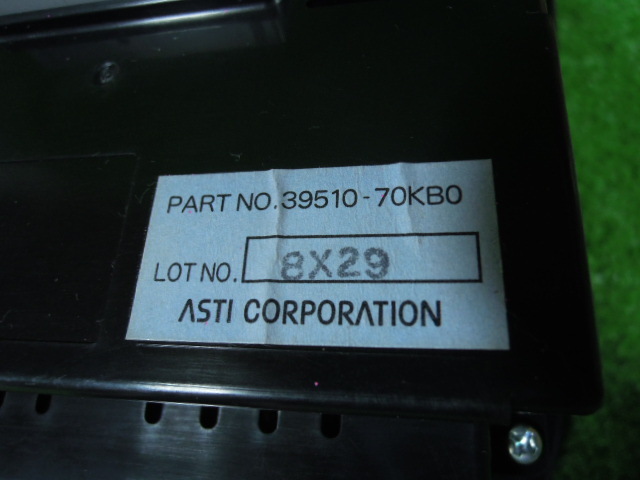 PART NO. 39510-70KB0
LOT NO. 8X29
ASTI CORPORATION